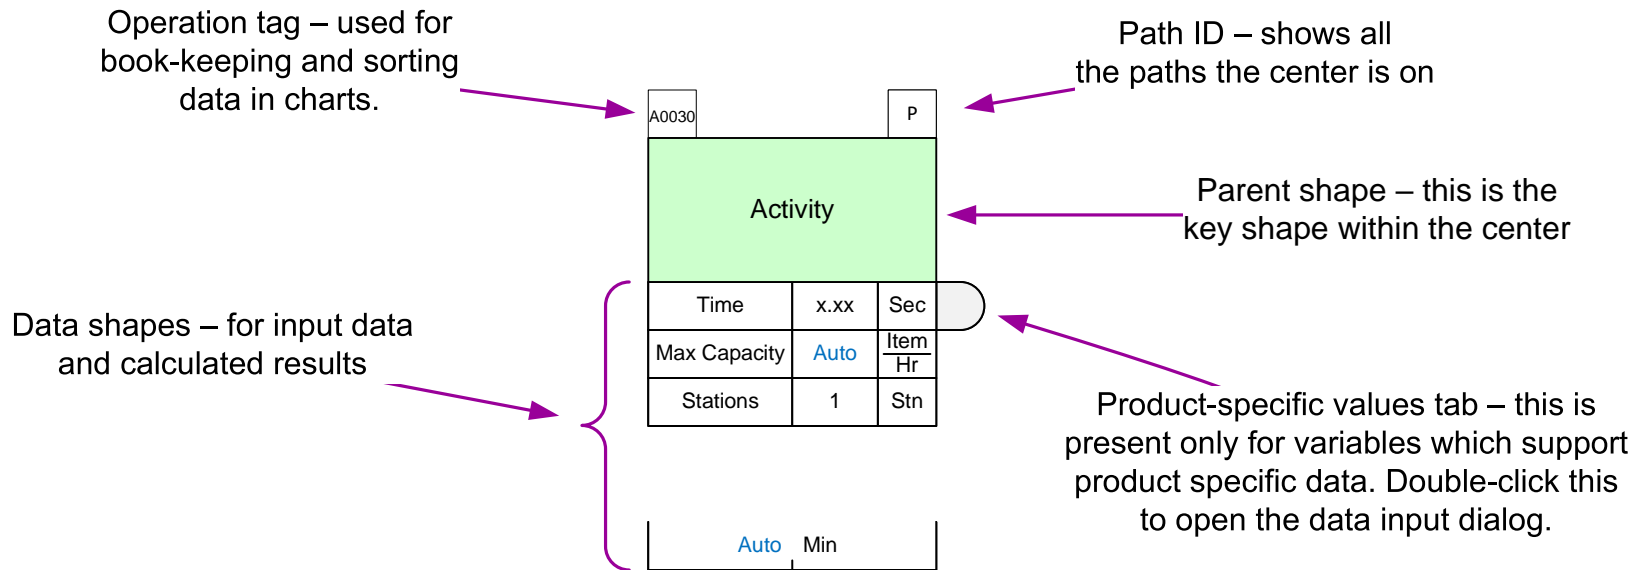 Operation tag – used for
book-keeping and sorting
data in charts.
Path ID – shows all
the paths the center is on
A0030
P
Activity
Parent shape – this is the
key shape within the center
Data shapes – for input data
and calculated results
Time x.xx Sec
Max Capacity Auto Item
Hr
Stations 1 Stn
Product-specific values tab – this is
present only for variables which support
product specific data. Double-click this
to open the data input dialog.
Auto Min